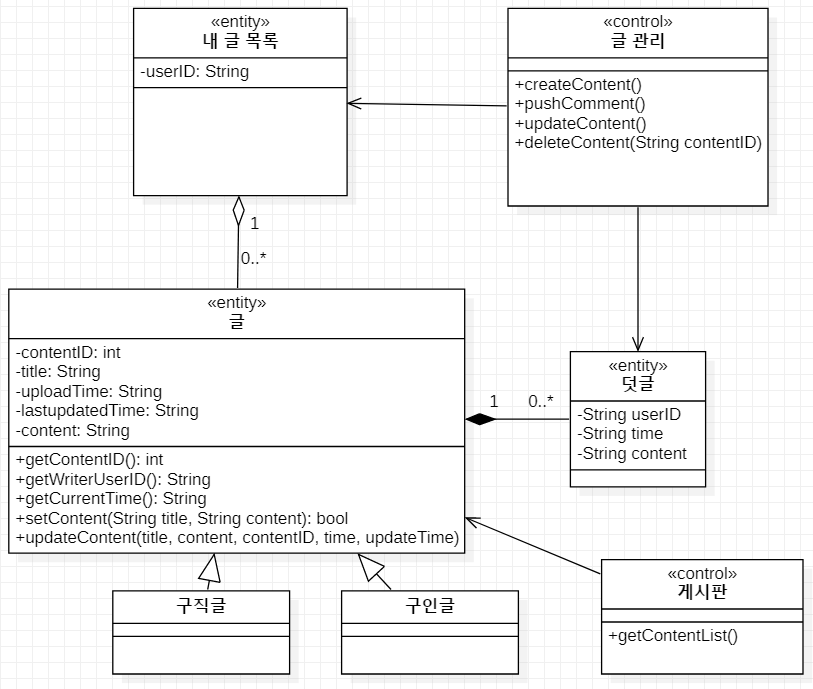 «entity»
내 글 목록
-userID: String
«control»
글 관리
+createContent()
+pushComment()
+updateContent()
+deleteContent(String contentID)
1
0..*
«entity»
글
-contentID: int
-title: String
-uploadTime: String
-lastupdatedTime: String
-content: String
+getContentID(): int
+getWriterUserID(): String
+getCurrentTime(): String
+setContent(String title, String content): bool
+updateContent(title, content, contentID, time, updateTime)
1
0..*
«entity»
덧글
-String userID
-String time
-String content
구직글
구인글
«control»
게시판
+getContentList()